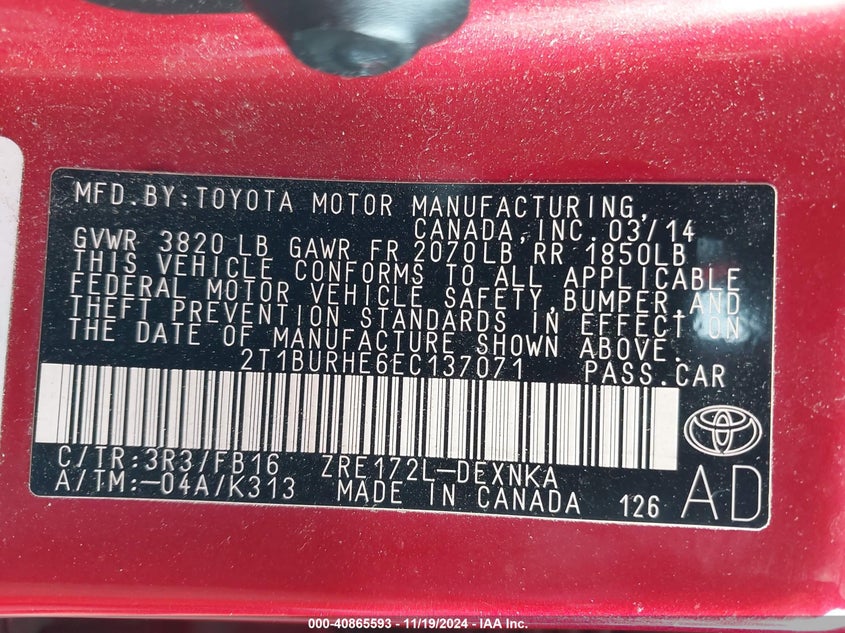 MFD.BY:TOYOTA MOTOR MANUFACTURING,
CANADA,INC. 03/14
GVWR 3820 LB GAWR FR 2070LB RR 1850LB
THIS VEHICLE CONFORMS TO ALL APPLICABLE
FEDERAL MOTOR VEHICLE SAFETY,BUMPER,AND
THEFT PREVENTION STANDARDS IN EFFECT ON
THE DATE OF MANUFACTURE SHOWN ABOVE.
2T1BURHE6EC137071 PASS.CAR
C/TR:3R3/FB16 ZRE172L-DEXNKA
A/TM:-04A/K313 MADE IN CANADA 126 AD
000-40865593 - 11/19/2024 - IAA Inc.